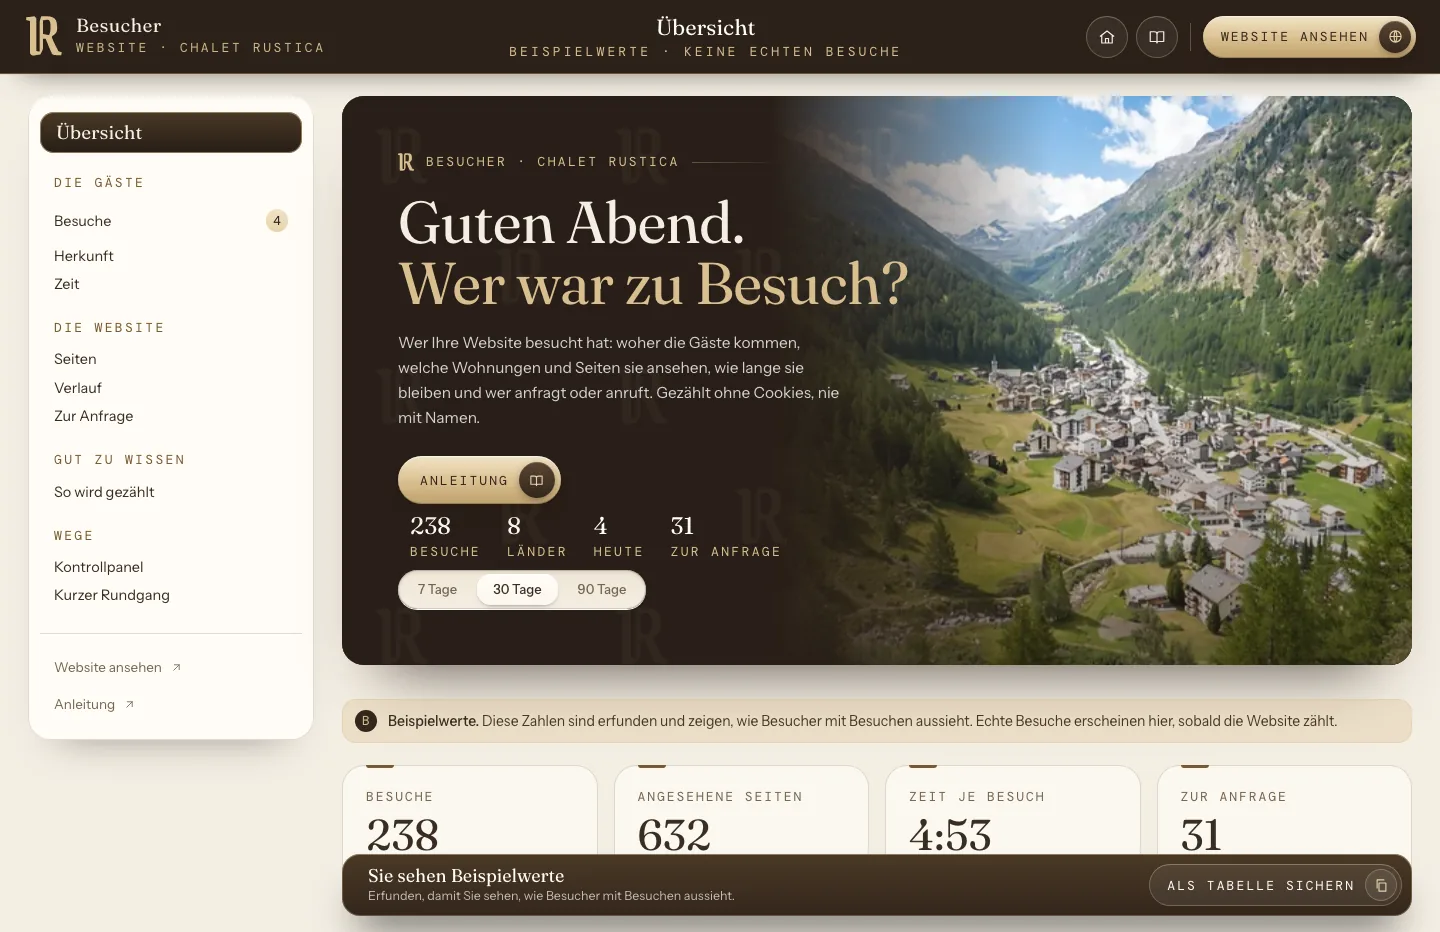 Besucher
WEBSITE · CHALET RUSTICA
Übersicht
BEISPIELWERTE · KEINE ECHTEN BESUCHE
WEBSITE ANSEHEN
Übersicht
DIE GÄSTE
Besuche
4
Herkunft
Zeit
DIE WEBSITE
Seiten
Verlauf
Zur Anfrage
GUT ZU WISSEN
So wird gezählt
WEGE
Kontrollpanel
Kurzer Rundgang
Website ansehen
Anleitung
BESUCHER · CHALET RUSTICA
Guten Abend.
Wer war zu Besuch?
Wer Ihre Website besucht hat: woher die Gäste kommen,
welche Wohnungen und Seiten sie ansehen, wie lange sie
bleiben und wer anfragt oder anruft. Gezählt ohne Cookies, nie
mit Namen.
ANLEITUNG
238 8 4 31
BESUCHE LÄNDER HEUTE ZUR ANFRAGE
7 Tage 30 Tage 90 Tage
B Beispielwerte. Diese Zahlen sind erfunden und zeigen, wie Besucher mit Besuchen aussieht. Echte Besuche erscheinen hier, sobald die Website zählt.
BESUCHE
238
ANGESEHENE SEITEN
632
ZEIT JE BESUCH
4:53
ZUR ANFRAGE
31
Sie sehen Beispielwerte
Erfunden, damit Sie sehen, wie Besucher mit Besuchen aussieht.
ALS TABELLE SICHERN